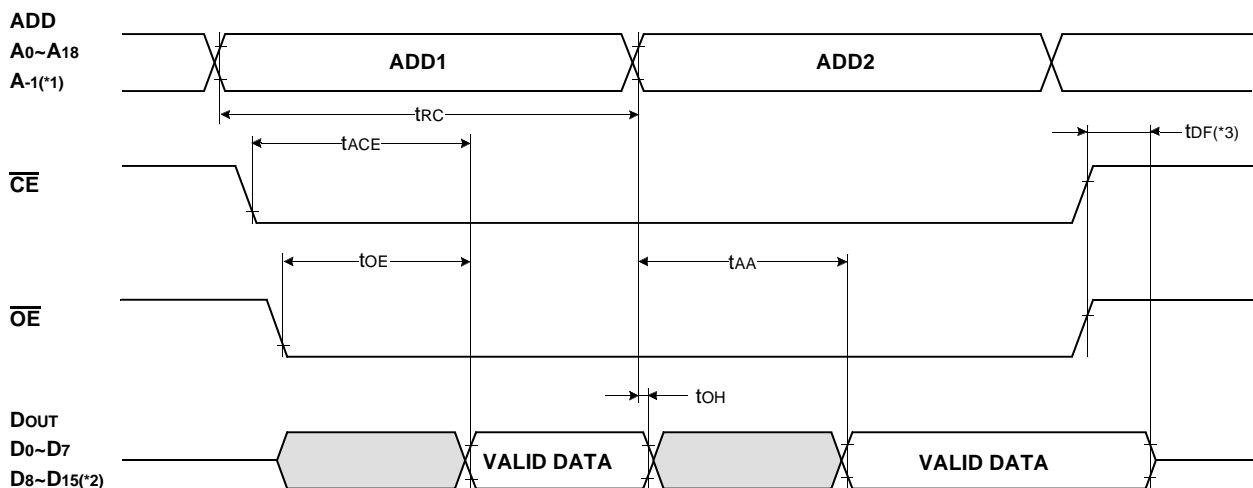 ADD
A0~A18
A-1(*1)
ADD1
ADD2
tRC
tACE
tDF(*3)
CE
tOE
tAA
OE
tOH
DOUT
D0~D7
D8~D15(*2)
VALID DATA
VALID DATA